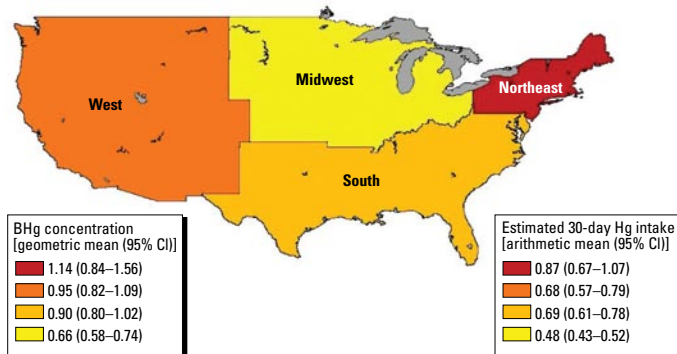 West
Midwest
Northeast
South
BHg concentration
[geometric mean (95% CI)]
1.14 (0.84–1.56)
0.95 (0.82–1.09)
0.90 (0.80–1.02)
0.66 (0.58–0.74)
Estimated 30-day Hg intake
[arithmetic mean (95% CI)]
0.87 (0.67–1.07)
0.68 (0.57–0.79)
0.69 (0.61–0.78)
0.48 (0.43–0.52)